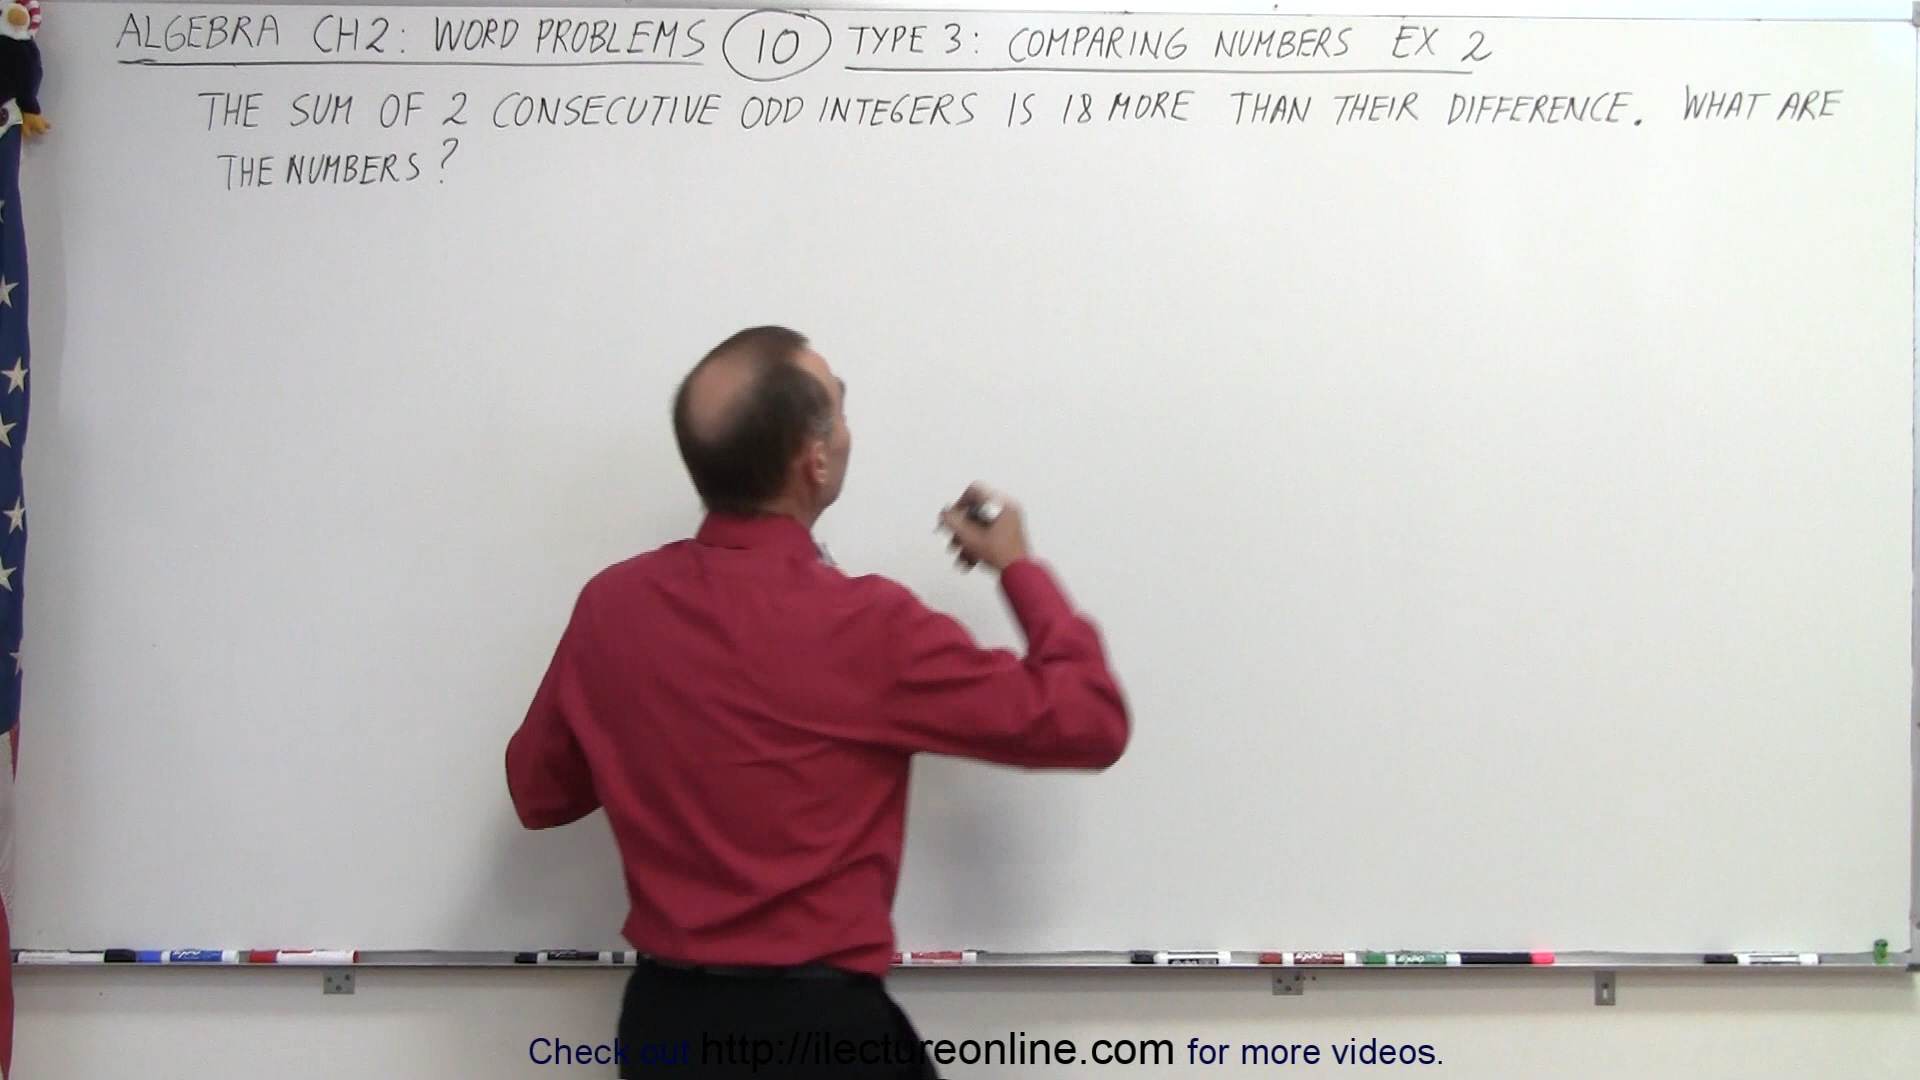 ALGEBRA CH2: WORD PROBLEMS 10 TYPE 3: COMPARING NUMBERS EX 2
THE SUM OF 2 CONSECUTIVE ODD INTEGERS IS 18 MORE THAN THEIR DIFFERENCE. WHAT ARE
THE NUMBERS?
Check out http://ilectureonline.com for more videos.